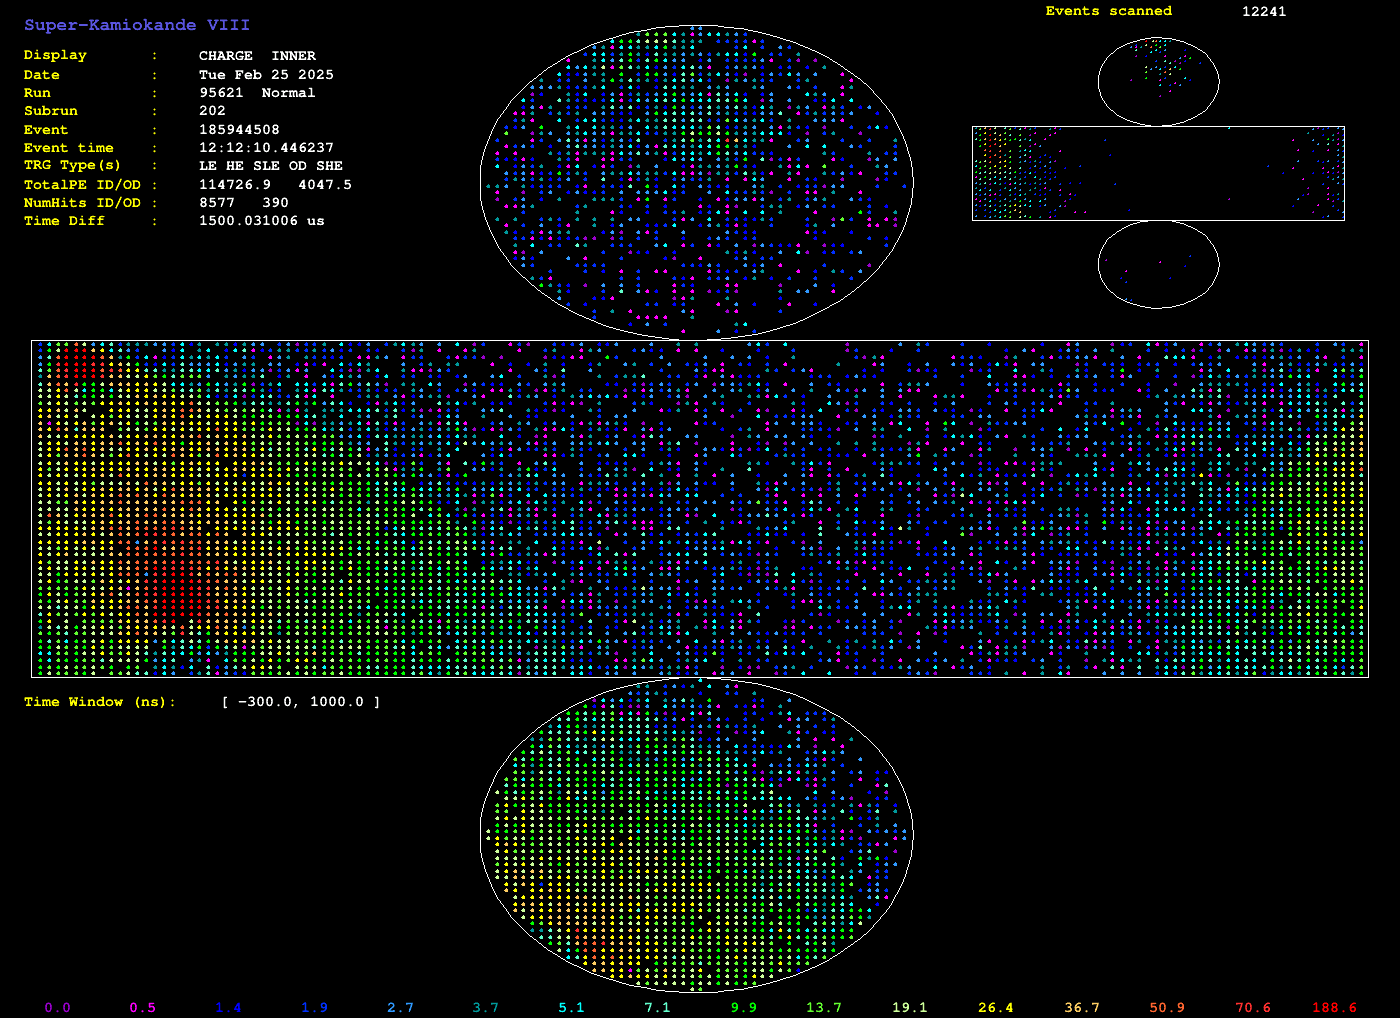 Super-Kamiokande VIII
Events scanned 12241
Display : CHARGE INNER
Date : Tue Feb 25 2025
Run : 95621 Normal
Subrun : 202
Event : 185944508
Event time : 12:12:10.446237
TRG Type(s) : LE HE SLE OD SHE
TotalPE ID/OD : 114726.9 4047.5
NumHits ID/OD : 8577 390
Time Diff : 1500.031006 us
Time Window (ns): [ -300.0, 1000.0 ]
0.0 0.5 1.4 1.9 2.7 3.7 5.1 7.1 9.9 13.7 19.1 26.4 36.7 50.9 70.6 188.6